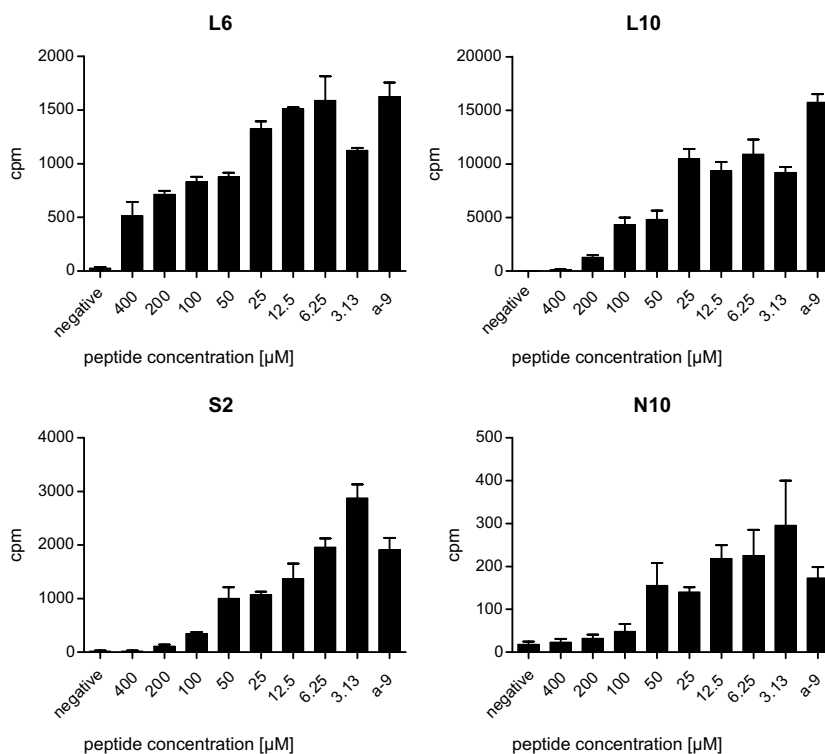 L6
2000
1500
1000
500
0
cpm
negative
400
200
100
50
25
12.5
6.25
3.13
a-9
peptide concentration [µM]
L10
20000
15000
10000
5000
0
cpm
negative
400
200
100
50
25
12.5
6.25
3.13
a-9
peptide concentration [µM]
S2
4000
3000
2000
1000
0
cpm
negative
400
200
100
50
25
12.5
6.25
3.13
a-9
peptide concentration [µM]
N10
500
400
300
200
100
0
cpm
negative
400
200
100
50
25
12.5
6.25
3.13
a-9
peptide concentration [µM]